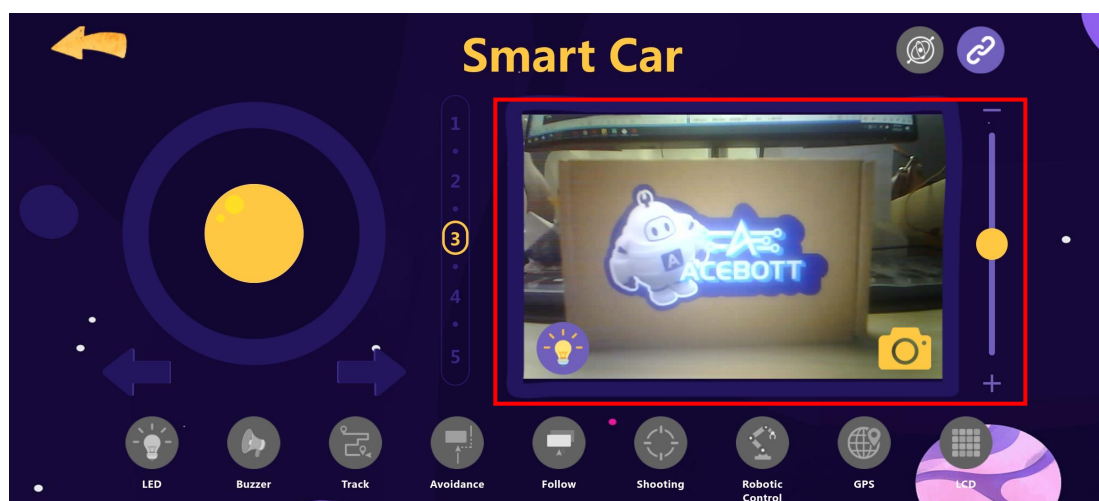 Smart Car
1
2
3
4
5
A
A
ACEBOTT
LED
Buzzer
Track
Avoidance
Follow
Shooting
Robotic
Control
GPS
LCD